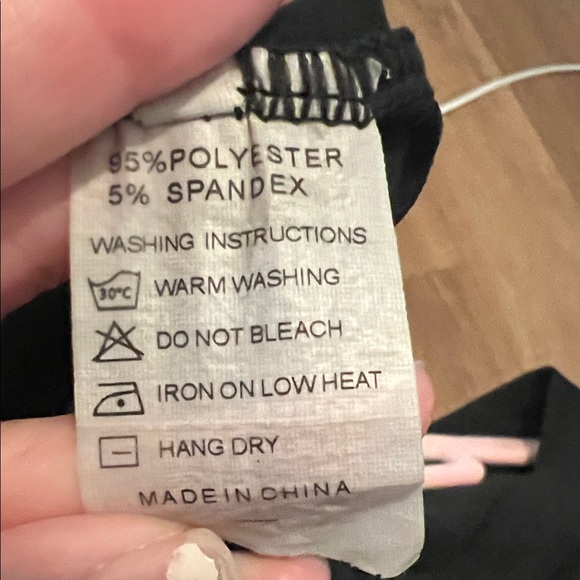 95%POLYESTER
5% SPANDEX
WASHING INSTRUCTIONS
30°C WARM WASHING
DO NOT BLEACH
IRON ON LOW HEAT
HANG DRY
MADE IN CHINA